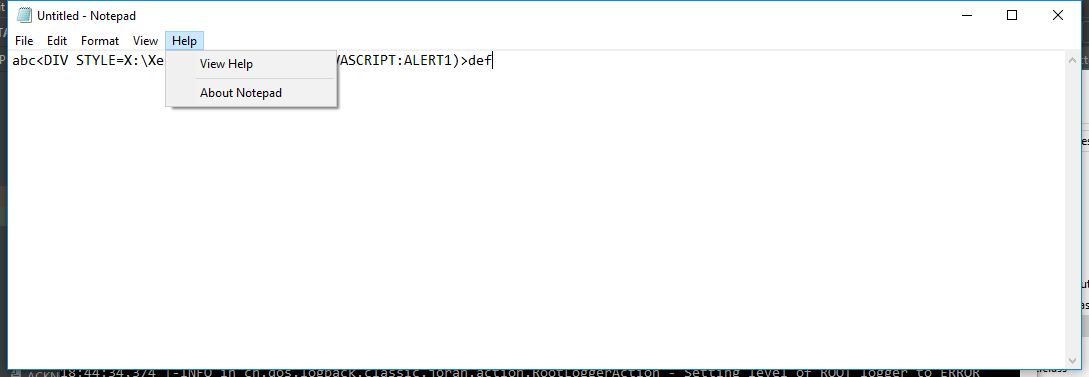 Untitled - Notepad
File Edit Format View Help
abc<DIV STYLE=X:\Xe VASCRIPT:ALERT1)>def
View Help
About Notepad
18:44:34.374 |-INFO in ch.qos.logback.classic.joran.action.RootLoggerAction - Setting level of ROOT logger to ERROR